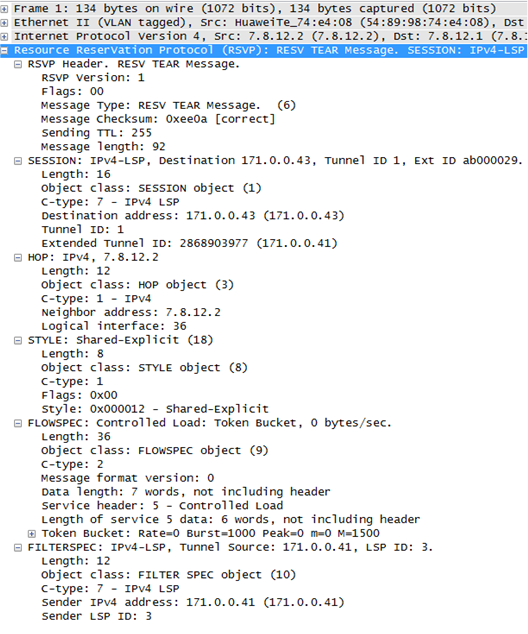 Frame 1: 134 bytes on wire (1072 bits), 134 bytes captured (1072 bits)
Ethernet II (VLAN tagged), Src: HuaweiTe_74:e4:08 (54:89:98:74:e4:08), Dst
Internet Protocol Version 4, Src: 7.8.12.2 (7.8.12.2), Dst: 7.8.12.1 (7.8.1
Resource ReserVation Protocol (RSVP): RESV TEAR Message. SESSION: IPv4-LSP
RSVP Header. RESV TEAR Message.
RSVP Version: 1
Flags: 00
Message Type: RESV TEAR Message. (6)
Message Checksum: 0xee0a [correct]
Sending TTL: 255
Message length: 92
SESSION: IPv4-LSP, Destination 171.0.0.43, Tunnel ID 1, Ext ID ab000029.
Length: 16
Object class: SESSION object (1)
C-type: 7 - IPv4 LSP
Destination address: 171.0.0.43 (171.0.0.43)
Tunnel ID: 1
Extended Tunnel ID: 2868903977 (171.0.0.41)
HOP: IPv4, 7.8.12.2
Length: 12
Object class: HOP object (3)
C-type: 1 - IPv4
Neighbor address: 7.8.12.2
Logical interface: 36
STYLE: Shared-Explicit (18)
Length: 8
Object class: STYLE object (8)
C-type: 1
Flags: 0x00
Style: 0x000012 - Shared-Explicit
FLOWSPEC: Controlled Load: Token Bucket, 0 bytes/sec.
Length: 36
Object class: FLOWSPEC object (9)
C-type: 2
Message format version: 0
Data length: 7 words, not including header
Service header: 5 - Controlled Load
Length of service 5 data: 6 words, not including header
Token Bucket: Rate=0 Burst=1000 Peak=0 m=0 M=1500
FILTERSPEC: IPv4-LSP, Tunnel Source: 171.0.0.41, LSP ID: 3.
Length: 12
Object class: FILTER SPEC object (10)
C-type: 7 - IPv4 LSP
Sender IPv4 address: 171.0.0.41 (171.0.0.41)
Sender LSP ID: 3